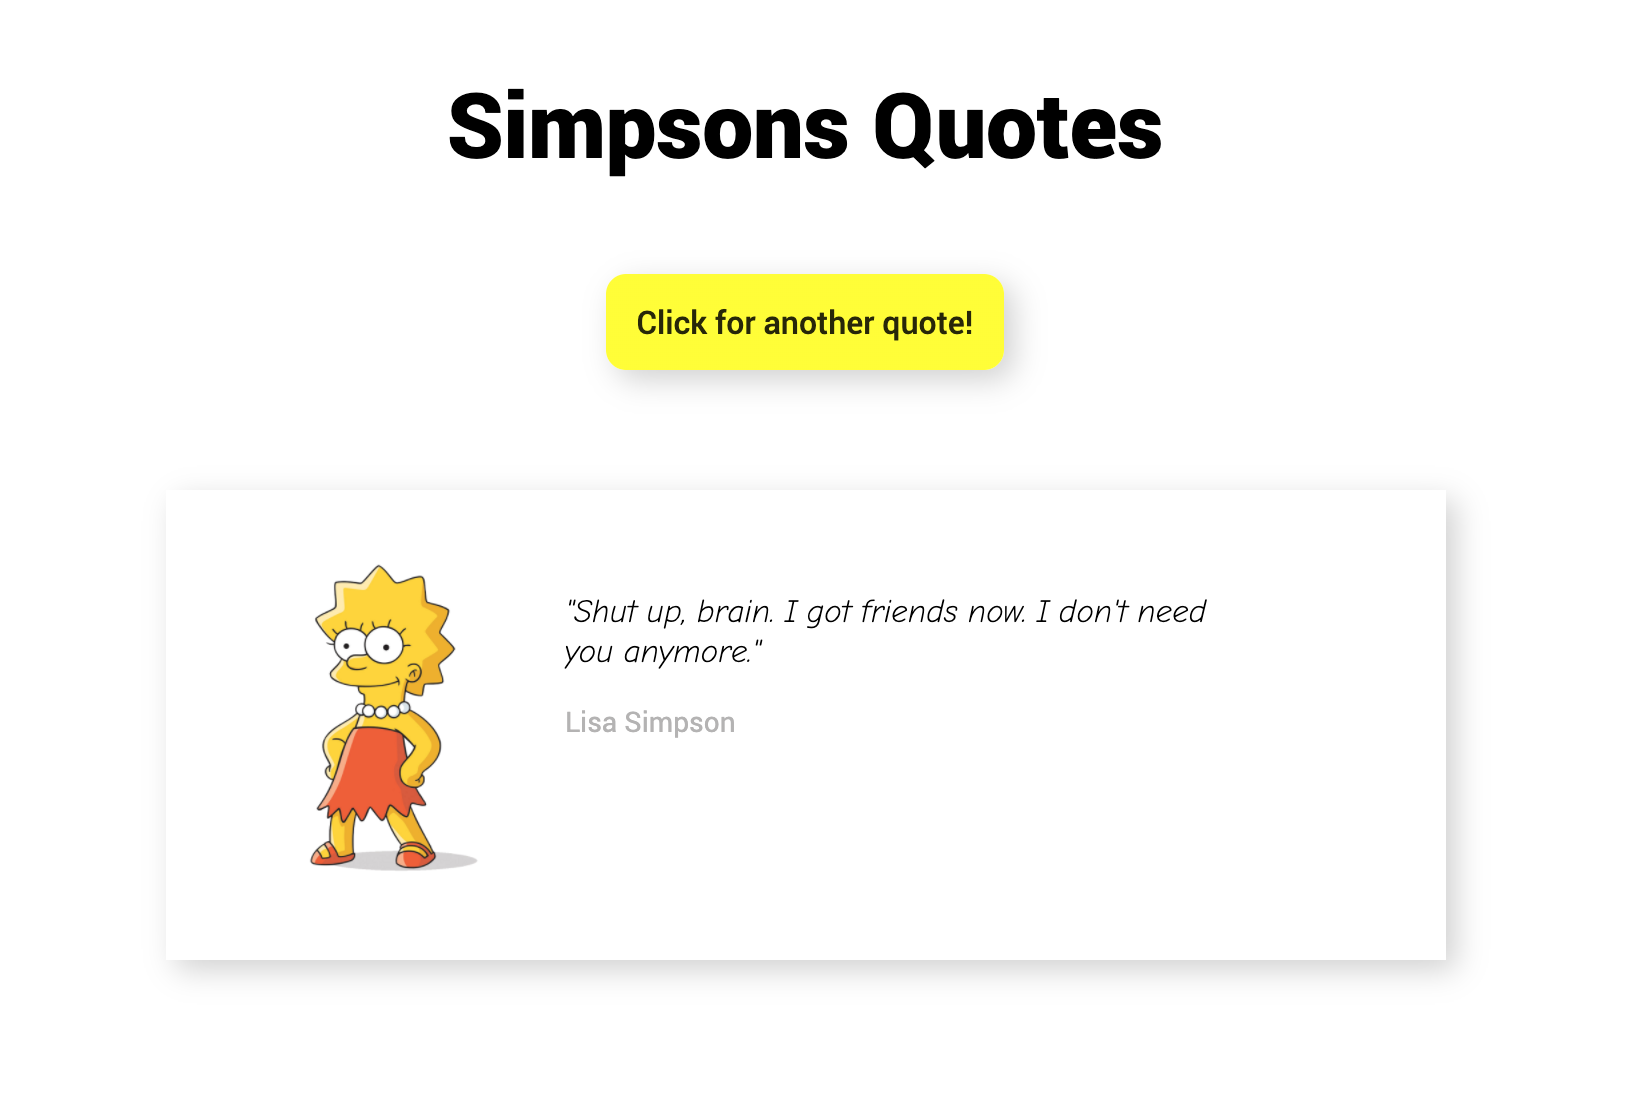 Simpsons Quotes
Click for another quote!
"Shut up, brain. I got friends now. I don't need
you anymore."
Lisa Simpson